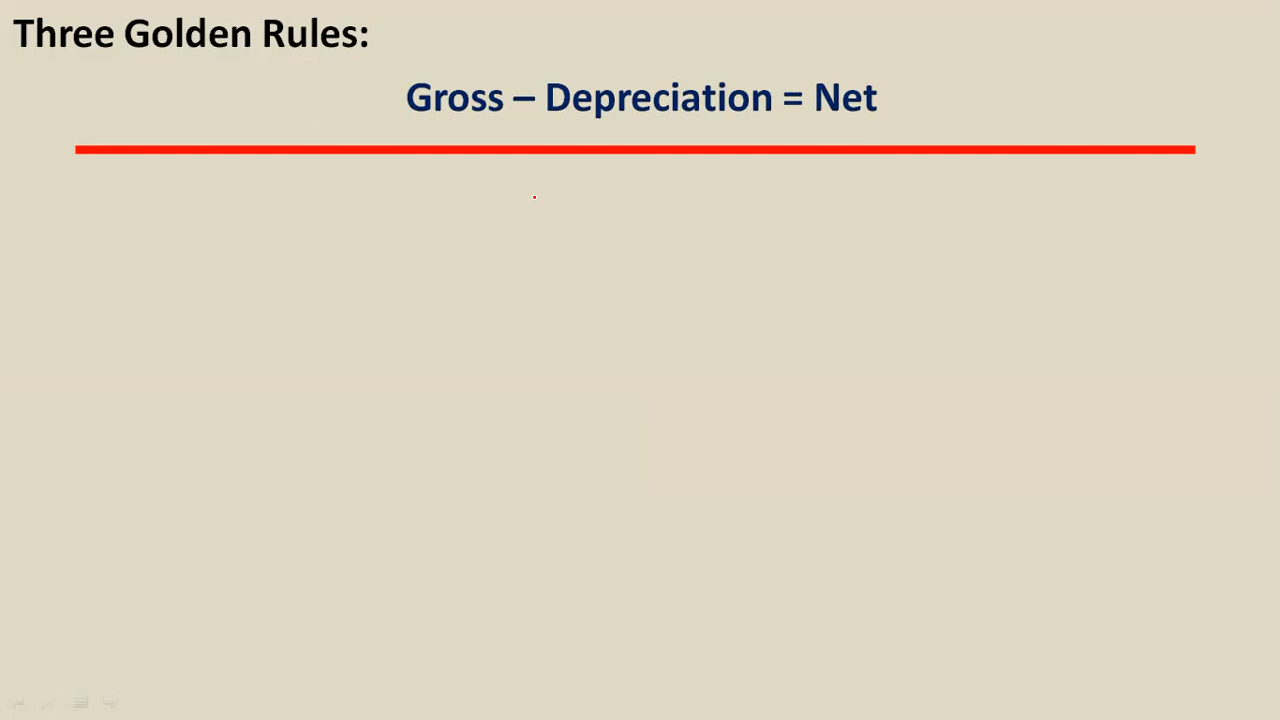 Three Golden Rules:
Gross – Depreciation = Net